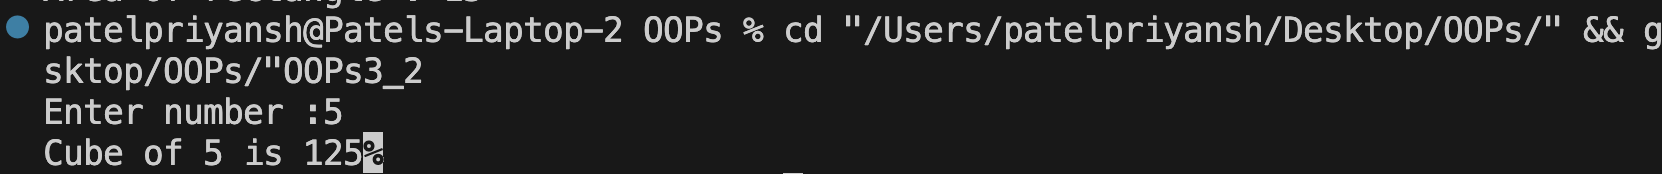 patelpriyansh@Patels-Laptop-2 OOPs % cd "/Users/patelpriyansh/Desktop/OOPs/" && g
sktop/OOPs/"OOPs3_2
Enter number :5
Cube of 5 is 125%